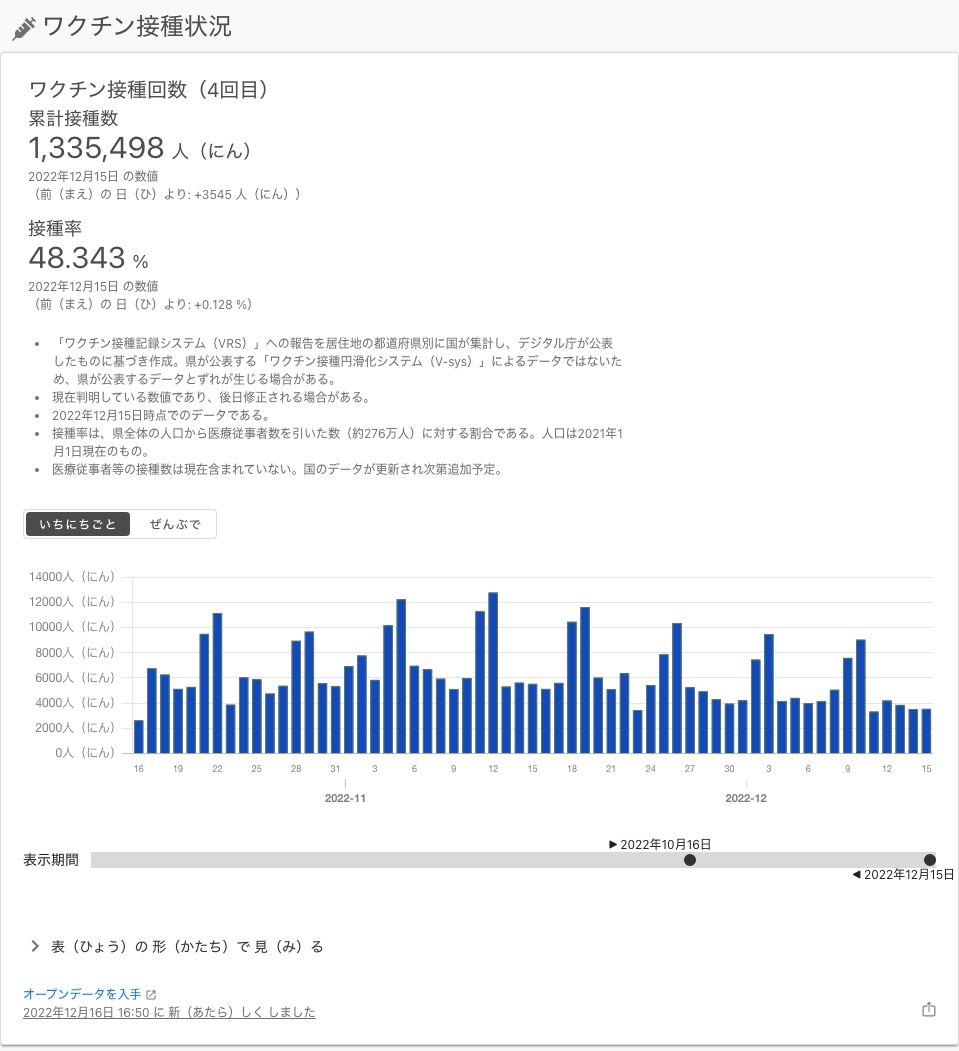 ワクチン接種状況
ワクチン接種回数（4回目）
累計接種数
1,335,498 人（にん）
2022年12月15日 の数値
（前（まえ）の 日（ひ）より: +3545 人（にん））
接種率
48.343 %
2022年12月15日 の数値
（前（まえ）の 日（ひ）より: +0.128 %）
• 「ワクチン接種記録システム（VRS）」への報告を居住地の都道府県別に国が集計し、デジタル庁が公表
したものに基づき作成。県が公表する「ワクチン接種円滑化システム（V-sys）」によるデータではないた
め、県が公表するデータとずれが生じる場合がある。
• 現在判明している数値であり、後日修正される場合がある。
• 2022年12月15日時点でのデータである。
• 接種率は、県全体の人口から医療従事者数を引いた数（約276万人）に対する割合である。人口は2021年1
月1日現在のもの。
• 医療従事者等の接種数は現在含まれていない。国のデータが更新され次第追加予定。
いちにちごと ぜんぶで
14000人（にん）
12000人（にん）
10000人（にん）
8000人（にん）
6000人（にん）
4000人（にん）
2000人（にん）
0人（にん）
16 19 22 25 28 31 3 6 9 12 15 18 21 24 27 30 3 6 9 12 15
2022-11 2022-12
▶ 2022年10月16日
表示期間
◀ 2022年12月15日
表（ひょう）の 形（かたち）で 見（み）る
オープンデータを入手
2022年12月16日 16:50 に 新（あたら）しく しました